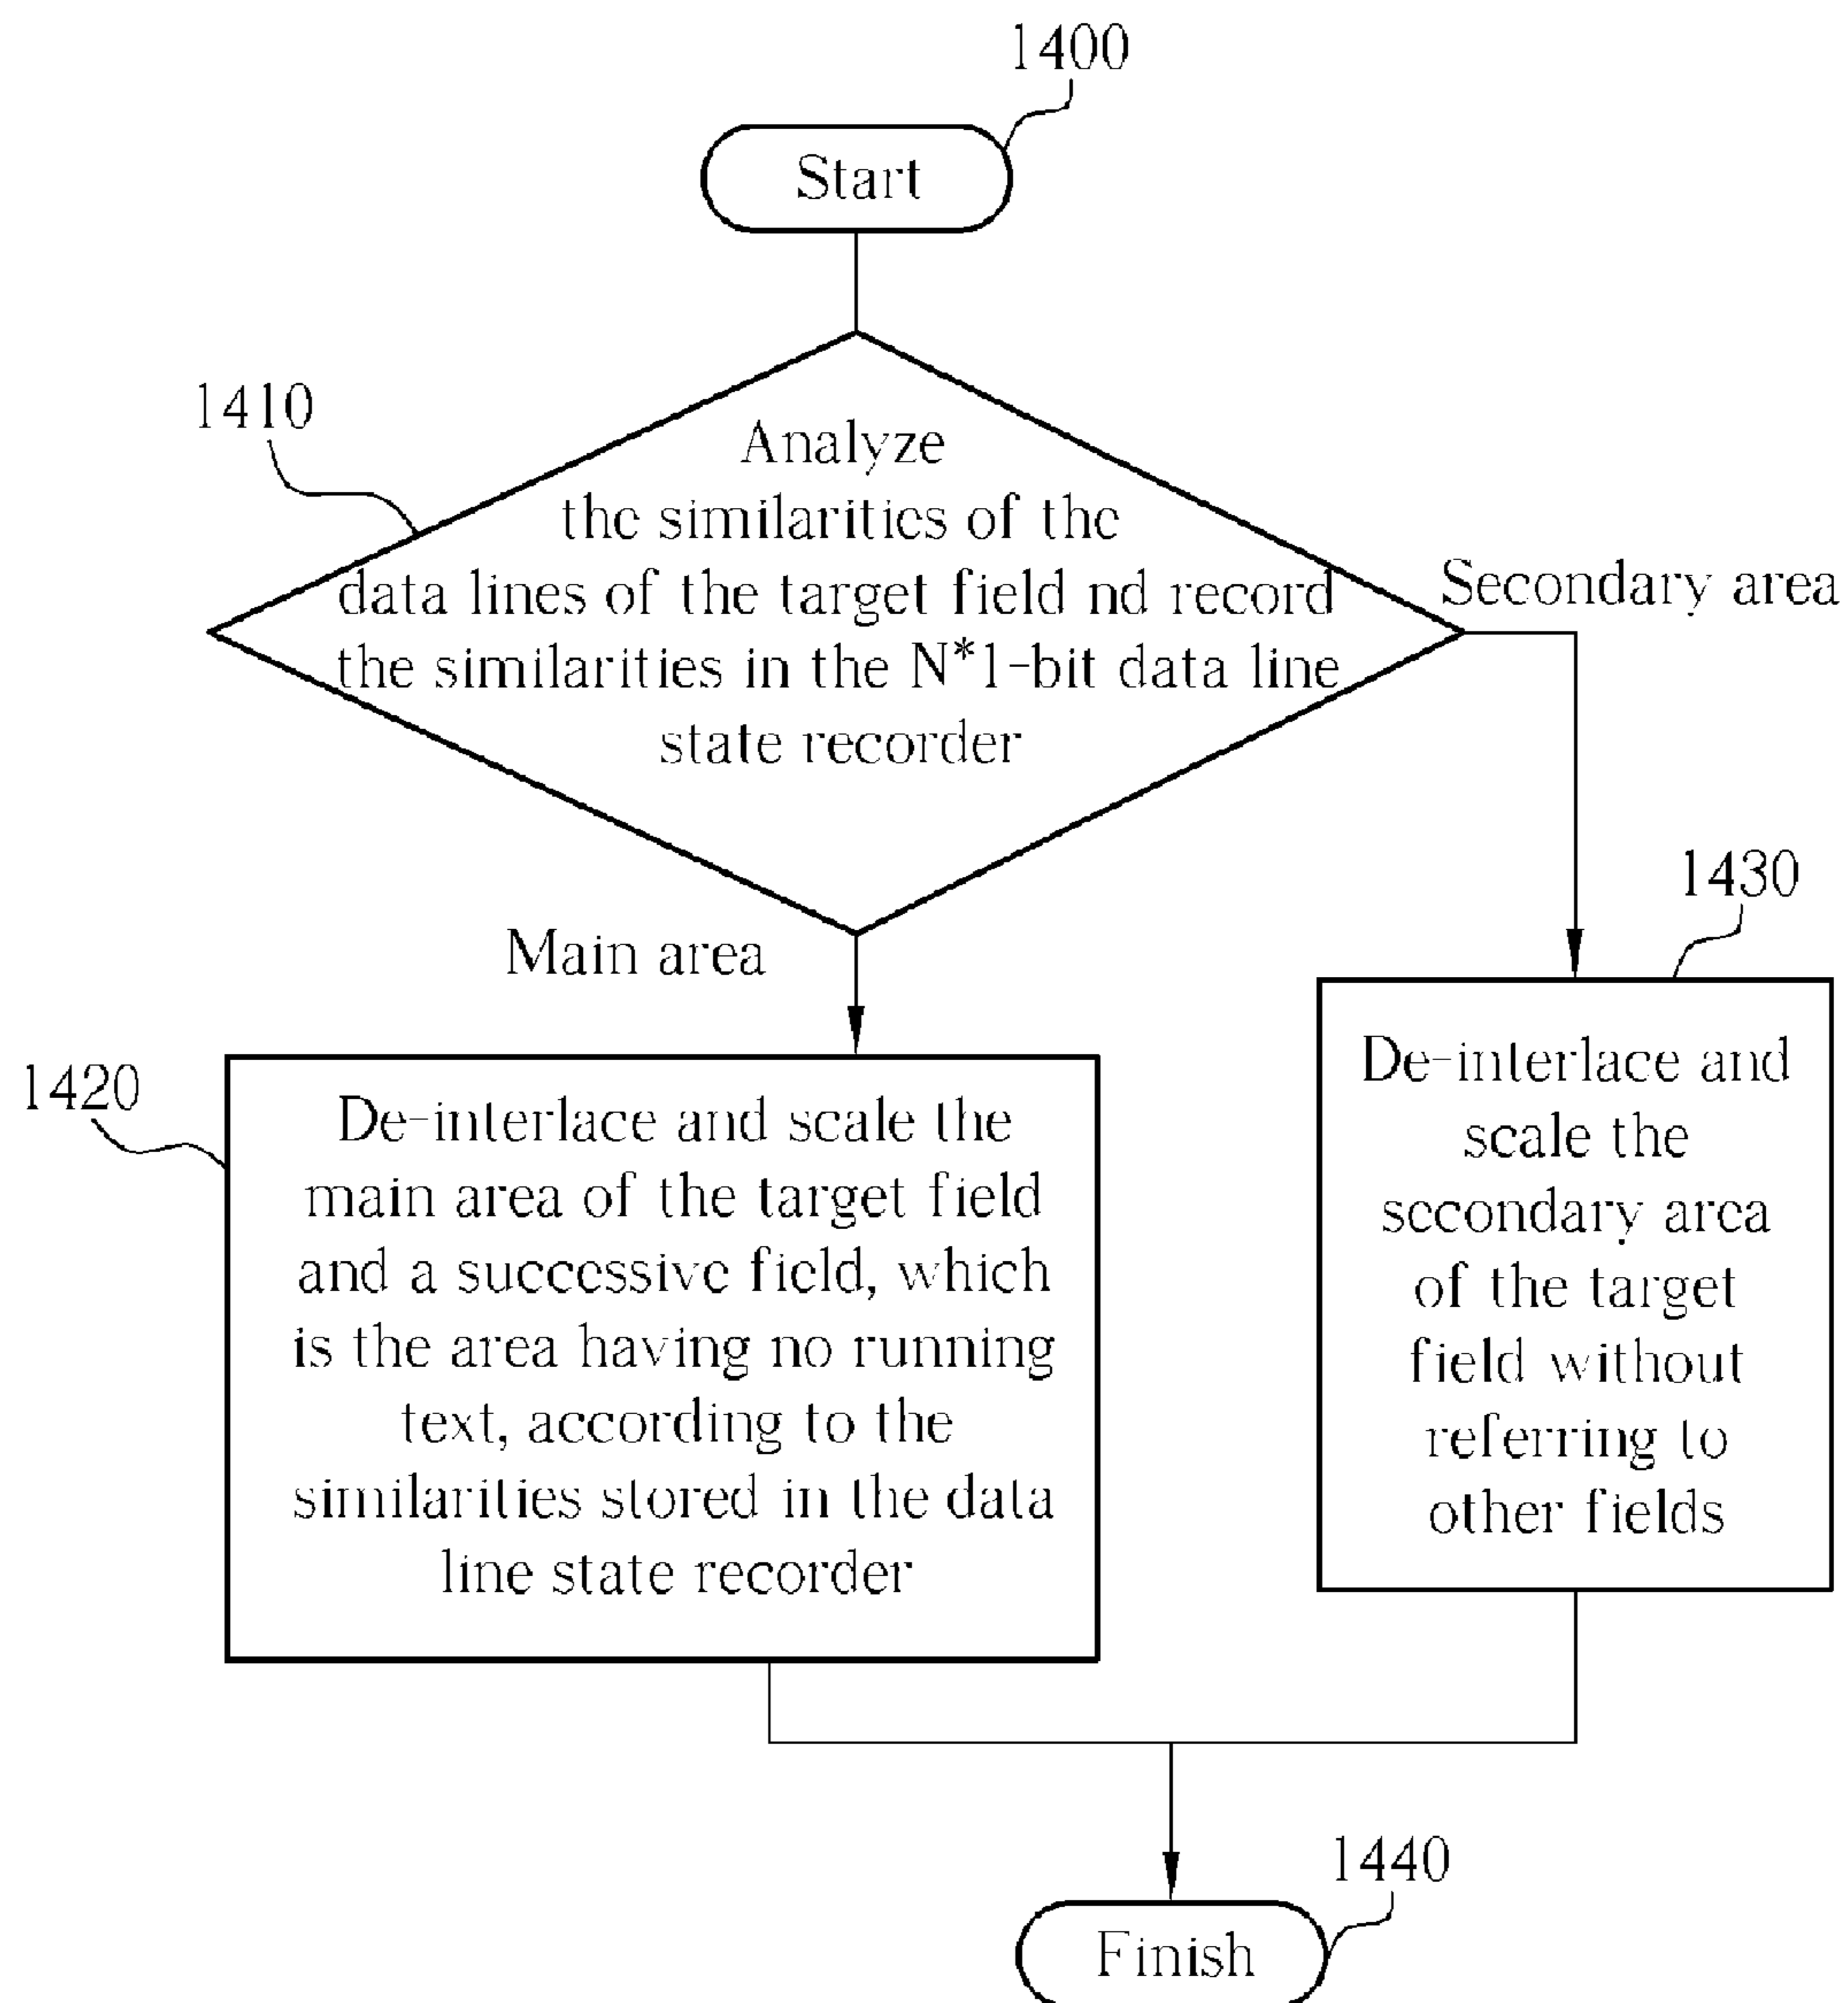 1400
Start
1410
Analyze
the similarities of the
data lines of the target field nd record
the similarities in the N*1-bit data line
state recorder
Secondary area
Main area
1430
1420
De-interlace and scale the
main area of the target field
and a successive field, which
is the area having no running
text, according to the
similarities stored in the data
line state recorder
De-interlace and
scale the
secondary area
of the target
field without
referring to
other fields
1440
Finish